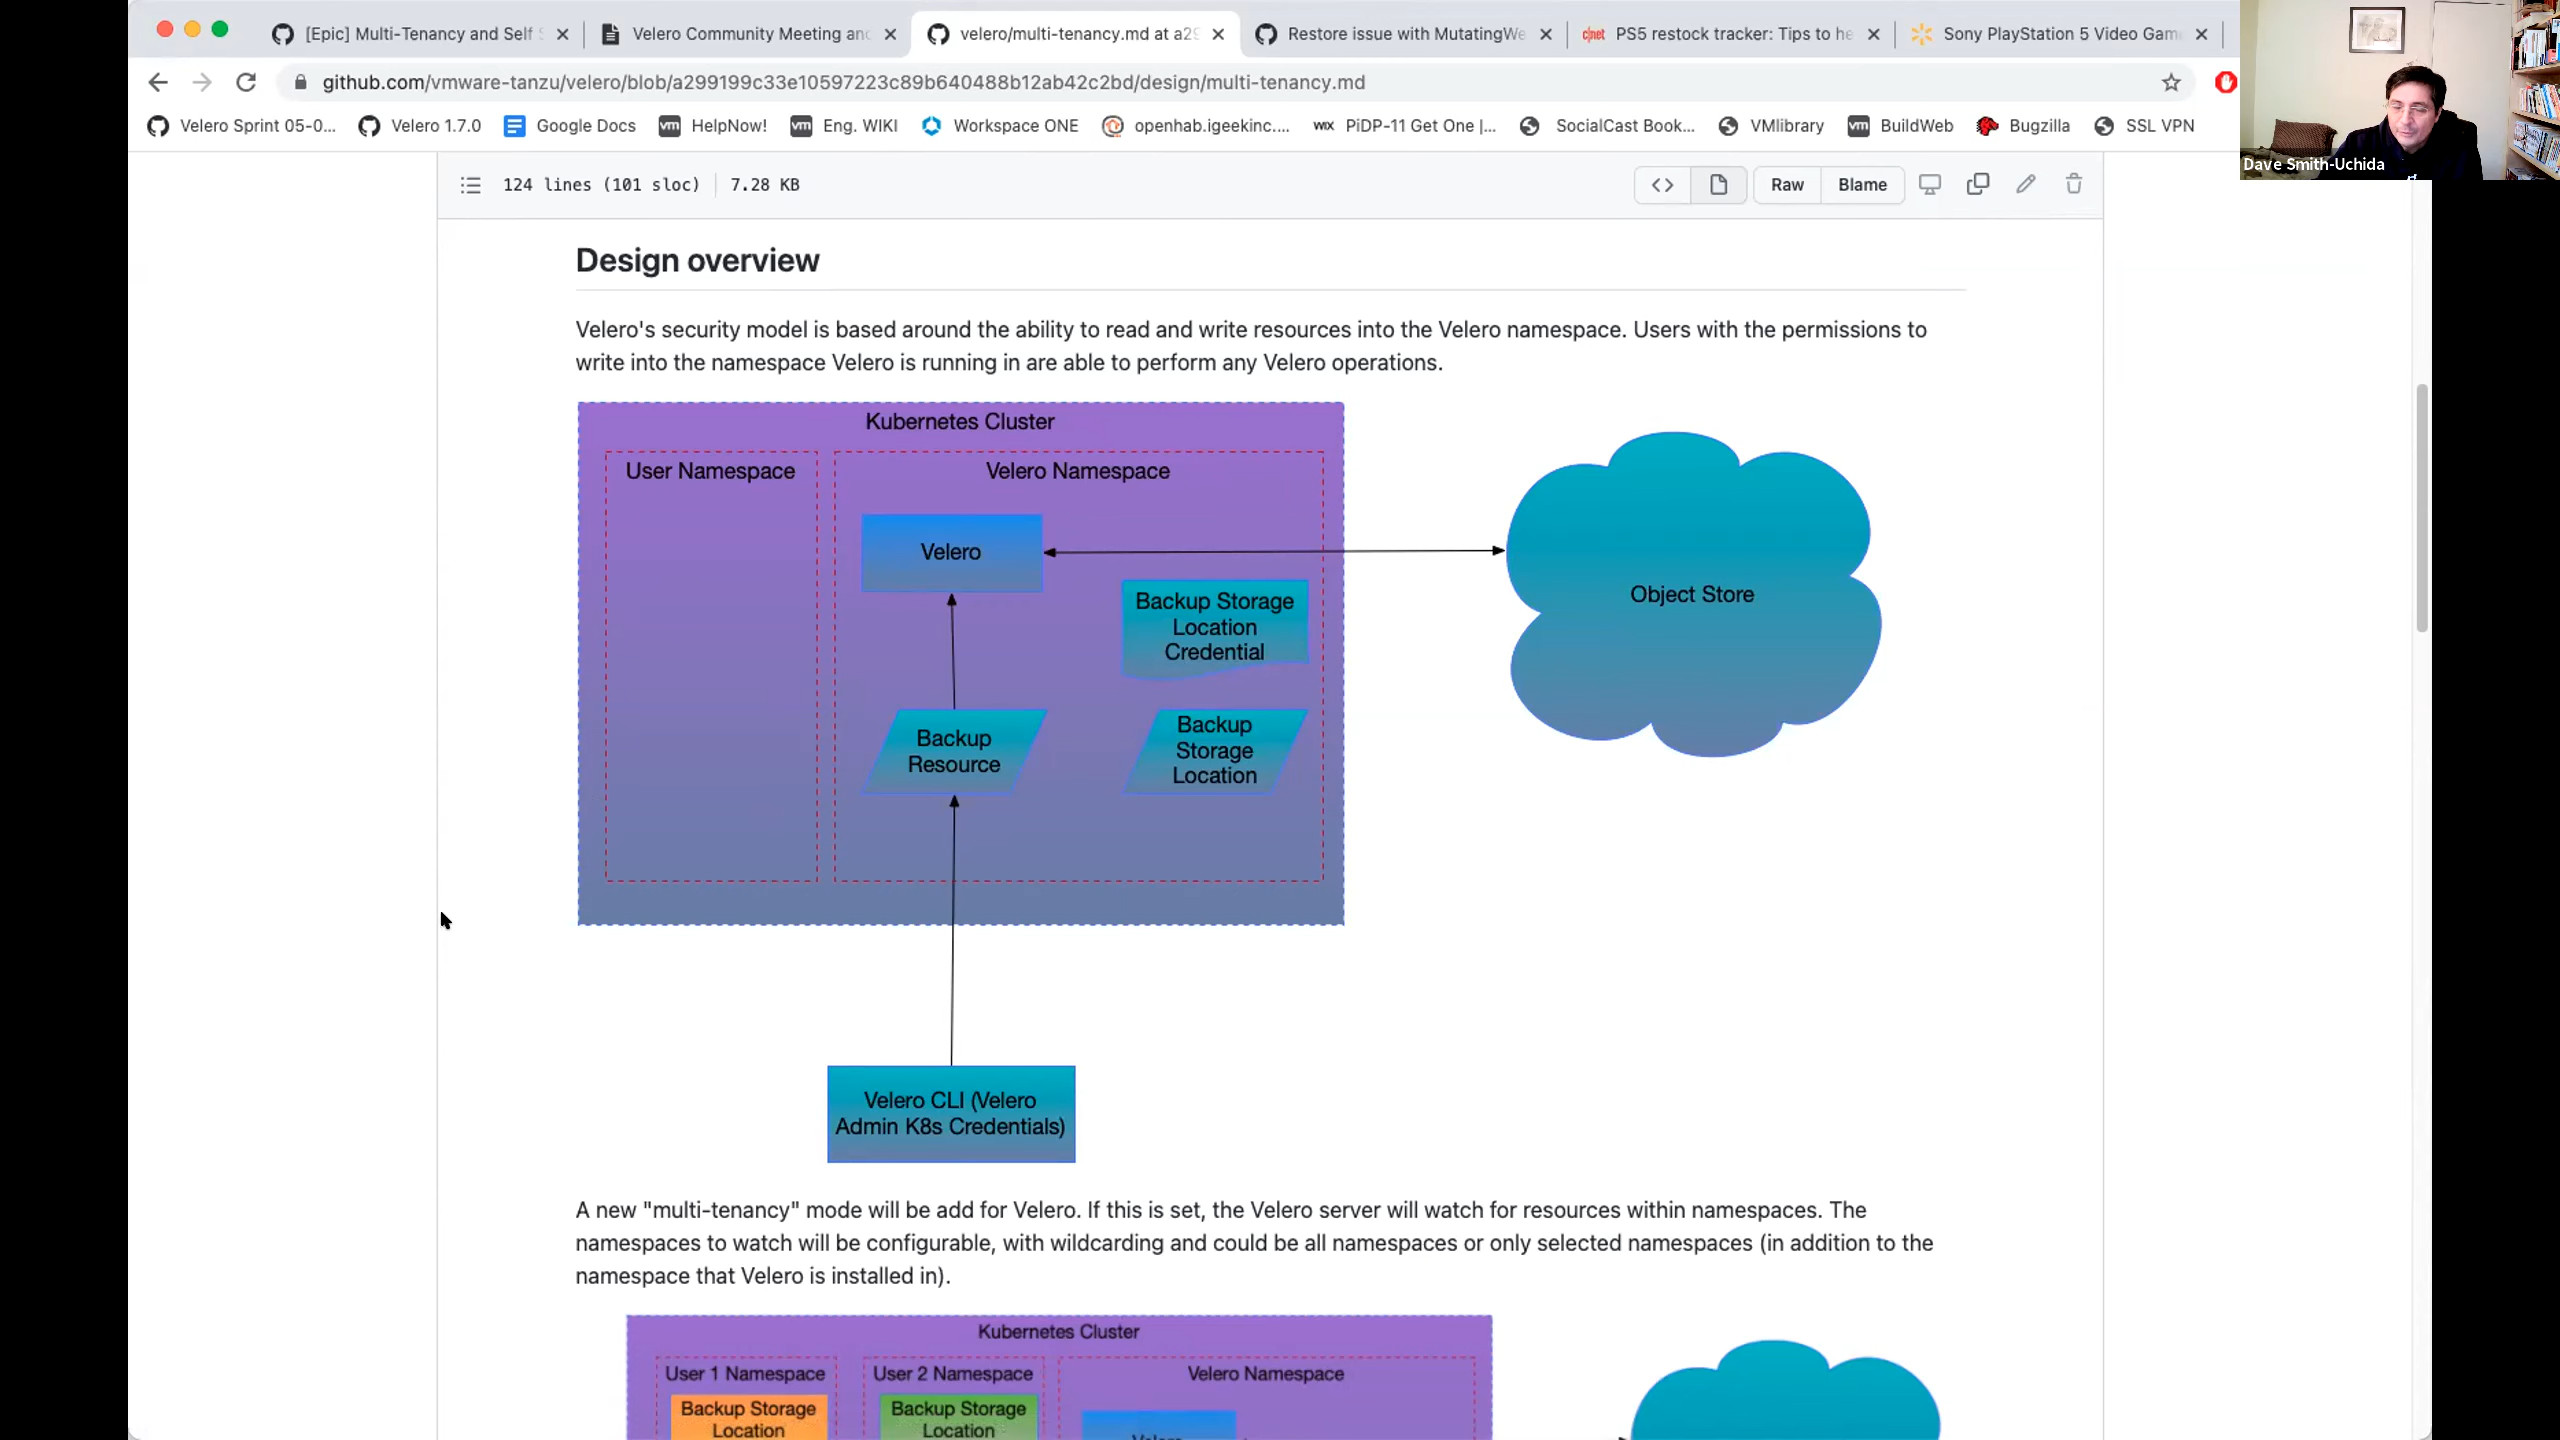 [Epic] Multi-Tenancy and Self S
Velero Community Meeting and
velero/multi-tenancy.md at a29
Restore issue with MutatingWe
c|net PS5 restock tracker: Tips to he
Sony PlayStation 5 Video Gam
github.com/vmware-tanzu/velero/blob/a299199c33e10597223c89b640488b12ab42c2bd/design/multi-tenancy.md
Velero Sprint 05-0...
Velero 1.7.0
Google Docs
vm HelpNow!
vm Eng. WIKI
Workspace ONE
openhab.igeekinc....
WIX PiDP-11 Get One |...
SocialCast Book...
VMlibrary
vm BuildWeb
Bugzilla
SSL VPN
Dave Smith-Uchida
124 lines (101 sloc) 7.28 KB
Raw
Blame
Design overview
Velero's security model is based around the ability to read and write resources into the Velero namespace. Users with the permissions to
write into the namespace Velero is running in are able to perform any Velero operations.
Kubernetes Cluster
User Namespace
Velero Namespace
Velero
Backup Storage
Location
Credential
Object Store
Backup
Resource
Backup
Storage
Location
Velero CLI (Velero
Admin K8s Credentials)
A new "multi-tenancy" mode will be add for Velero. If this is set, the Velero server will watch for resources within namespaces. The
namespaces to watch will be configurable, with wildcarding and could be all namespaces or only selected namespaces (in addition to the
namespace that Velero is installed in).
Kubernetes Cluster
User 1 Namespace
User 2 Namespace
Velero Namespace
Backup Storage
Location
Backup Storage
Location
Velero